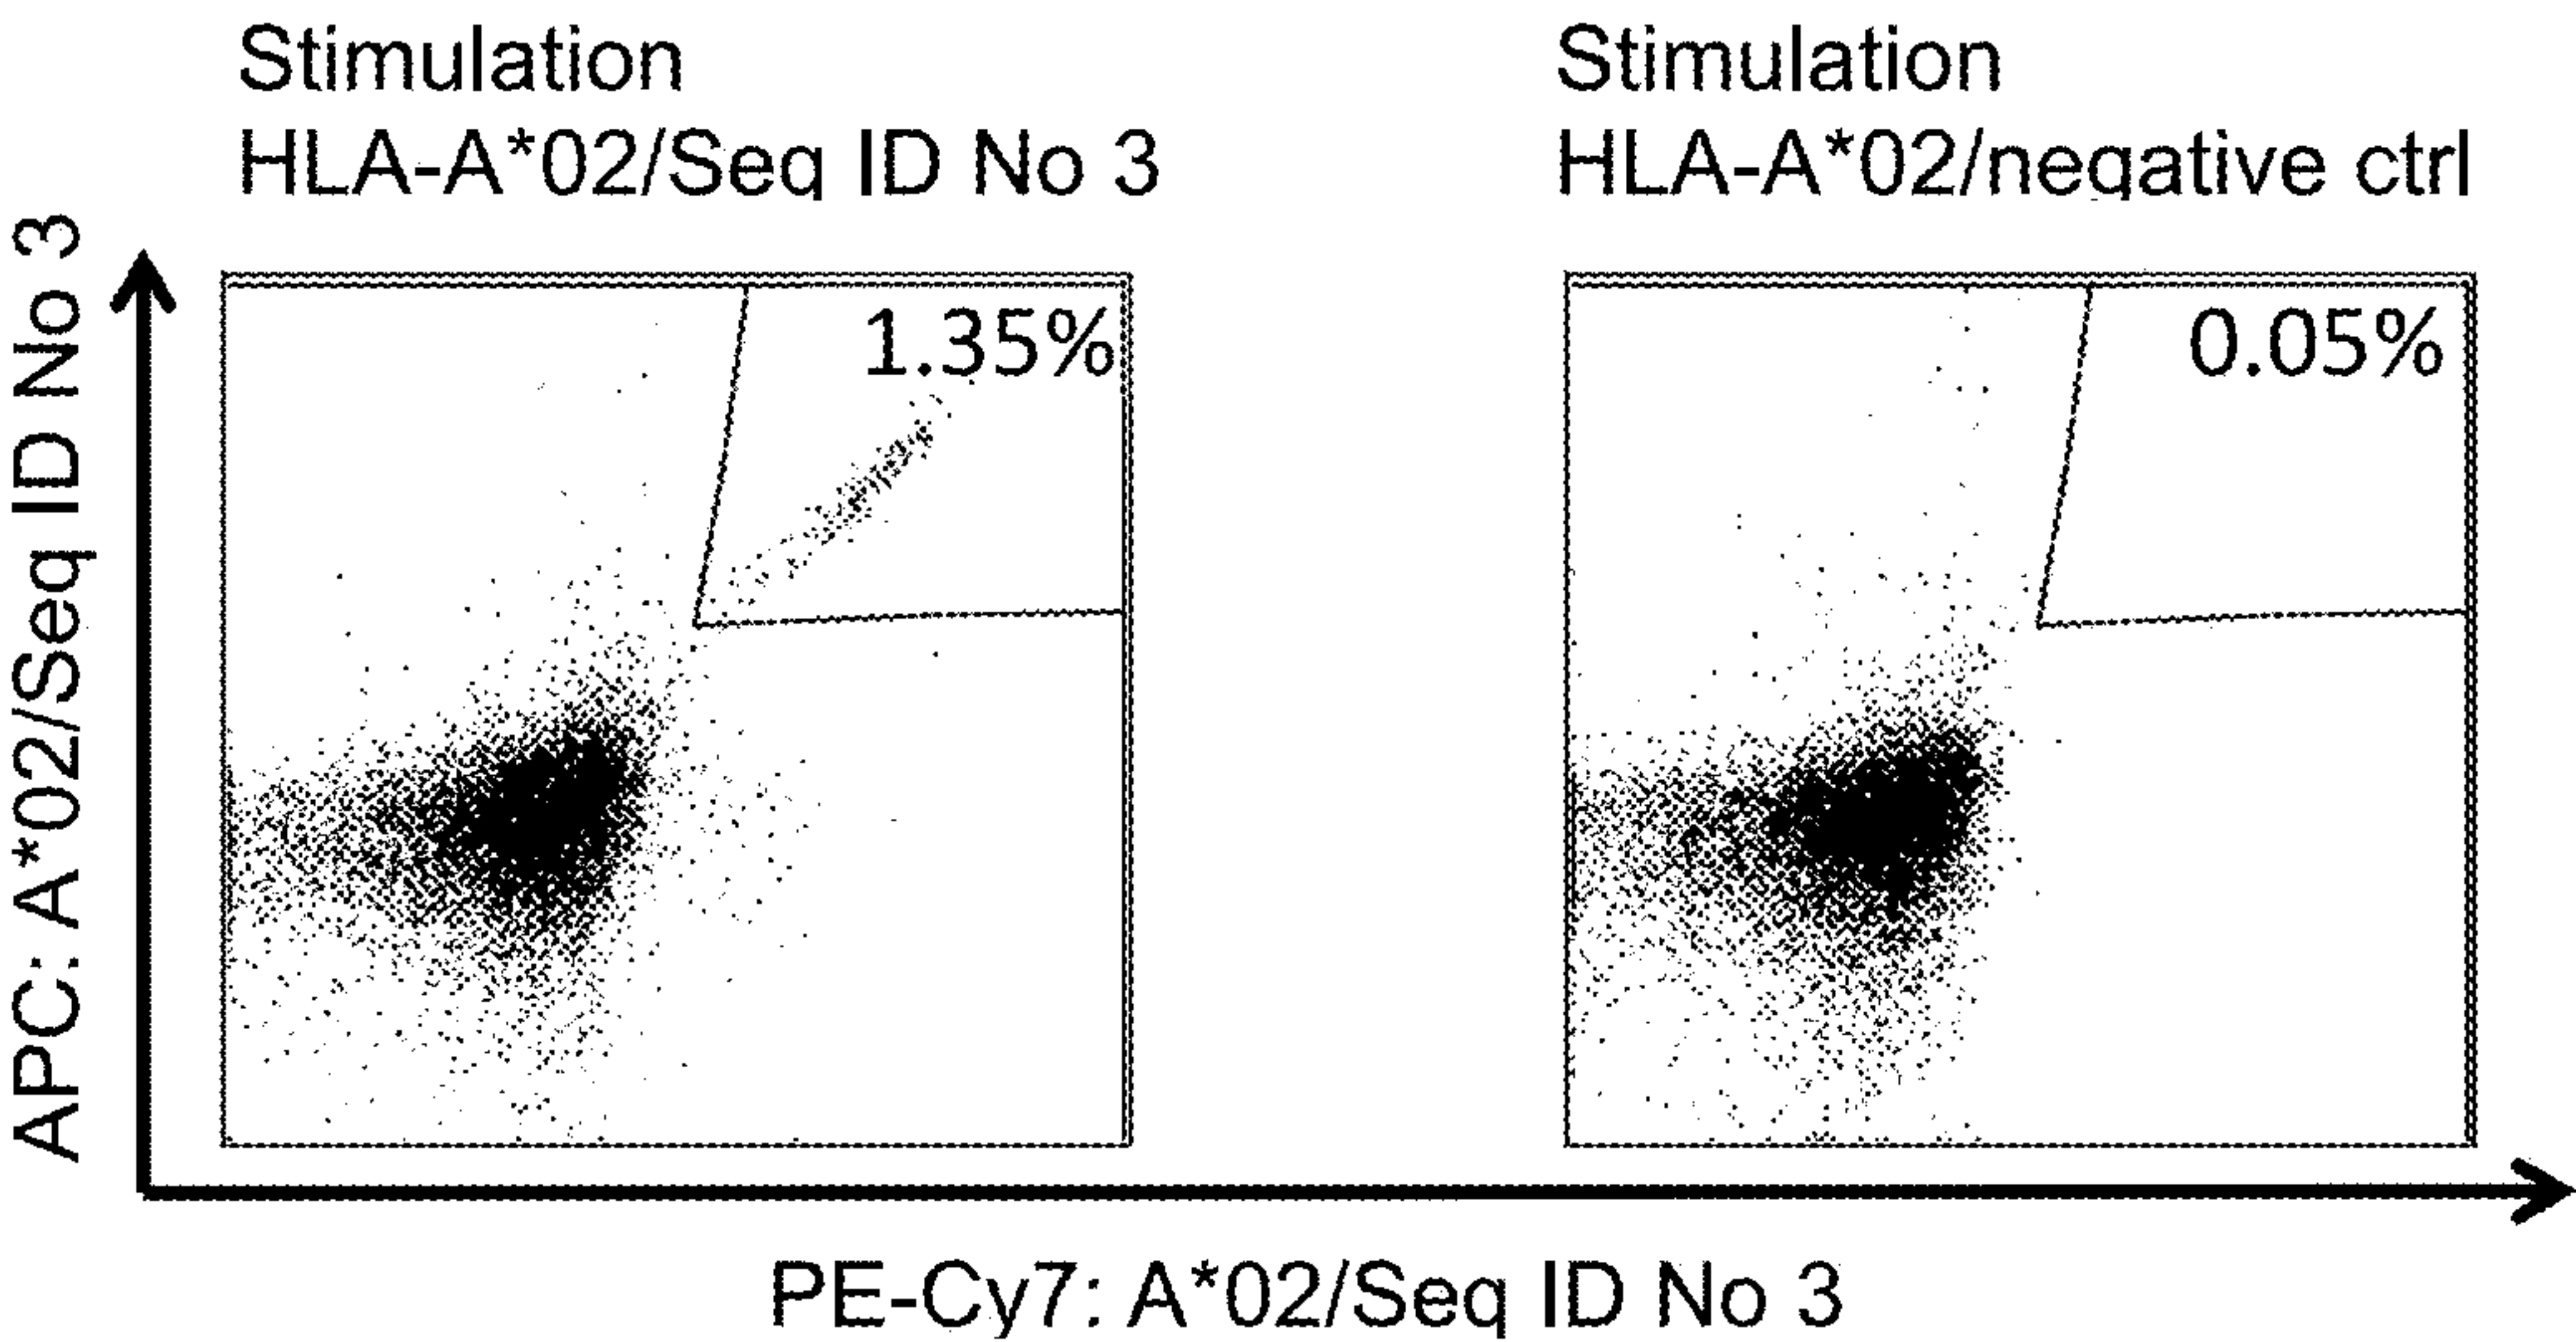 Stimulation
HLA-A*02/Seq ID No 3
Stimulation
HLA-A*02/negative ctrl
APC: A*02/Seq ID No 3
1.35%
0.05%
PE-Cy7: A*02/Seq ID No 3